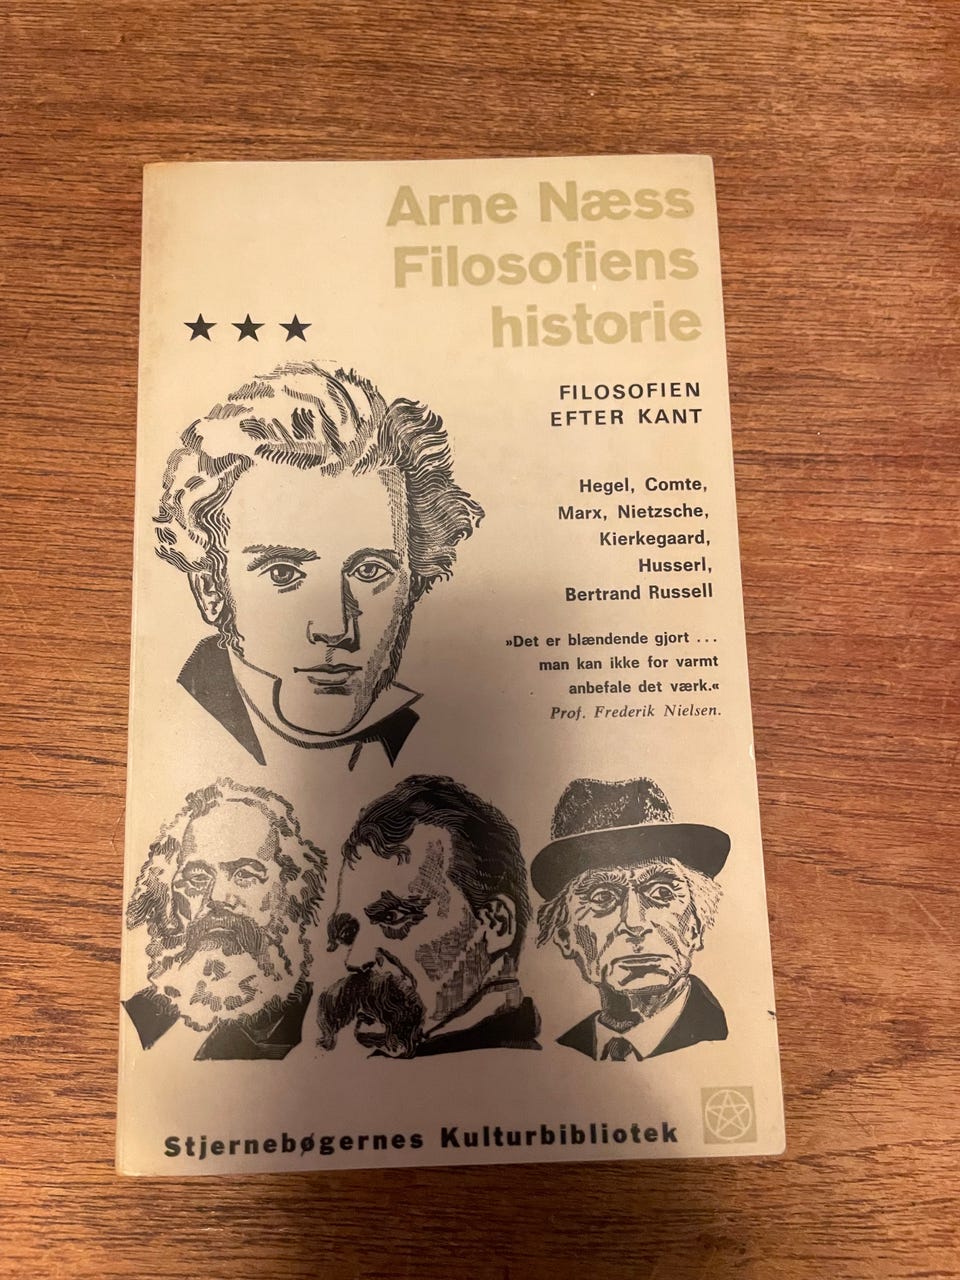 Arne Næss
Filosofiens
historie
★ ★ ★
FILOSOFIEN
EFTER KANT
Hegel, Comte,
Marx, Nietzsche,
Kierkegaard,
Husserl,
Bertrand Russell
»Det er blændende gjort ...
man kan ikke for varmt
anbefale det værk.«
Prof. Frederik Nielsen.
Stjernebøgernes Kulturbibliotek